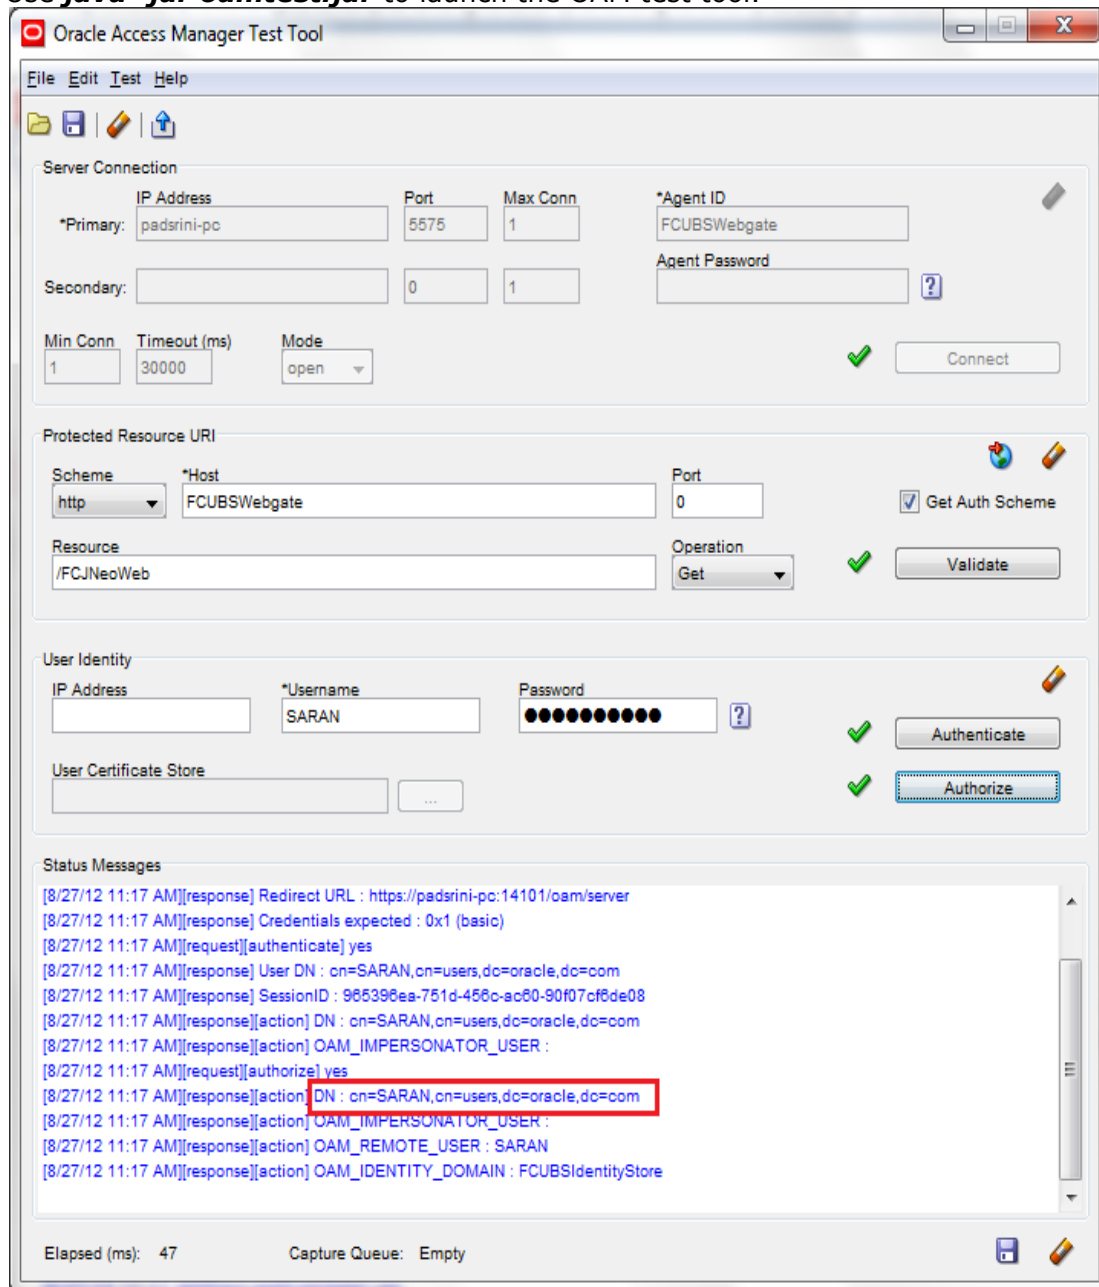 Use java -jar oamtest.jar to launch the OAM test tool.
Oracle Access Manager Test Tool
File Edit Test Help
Server Connection
IP Address Port Max Conn *Agent ID
*Primary: padsrini-pc 5575 1 FCUBSWebgate
Agent Password
Secondary: 0 1
Min Conn Timeout (ms) Mode
1 30000 open Connect
Protected Resource URI
Scheme *Host Port
http FCUBSWebgate 0 Get Auth Scheme
Resource Operation
/FCJNeoWeb Get Validate
User Identity
IP Address *Username Password
SARAN
Authenticate
User Certificate Store
... Authorize
Status Messages
[8/27/12 11:17 AM][response] Redirect URL : https://padsrini-pc:14101/oam/server
[8/27/12 11:17 AM][response] Credentials expected : 0x1 (basic)
[8/27/12 11:17 AM][request][authenticate] yes
[8/27/12 11:17 AM][response] User DN : cn=SARAN,cn=users,dc=oracle,dc=com
[8/27/12 11:17 AM][response] SessionID : 965396ea-751d-456c-ac60-90f07cf6de08
[8/27/12 11:17 AM][response][action] DN : cn=SARAN,cn=users,dc=oracle,dc=com
[8/27/12 11:17 AM][response][action] OAM_IMPERSONATOR_USER :
[8/27/12 11:17 AM][request][authorize] yes
[8/27/12 11:17 AM][response][action] DN : cn=SARAN,cn=users,dc=oracle,dc=com
[8/27/12 11:17 AM][response][action] OAM_IMPERSONATOR_USER :
[8/27/12 11:17 AM][response][action] OAM_REMOTE_USER : SARAN
[8/27/12 11:17 AM][response][action] OAM_IDENTITY_DOMAIN : FCUBSIdentityStore
Elapsed (ms): 47 Capture Queue: Empty